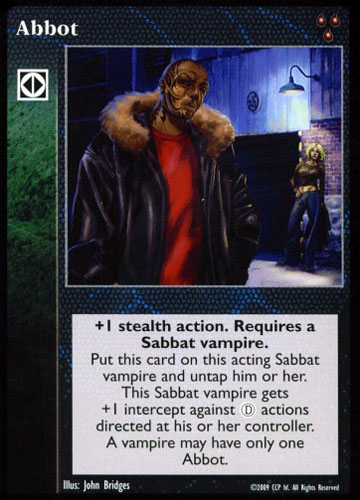 Abbot
+1 stealth action. Requires a
Sabbat vampire.
Put this card on this acting Sabbat
vampire and untap him or her.
This Sabbat vampire gets
+1 intercept against Ⓓ actions
directed at his or her controller.
A vampire may have only one
Abbot.
Illus: John Bridges ©2009 CCP hf. All Rights Reserved